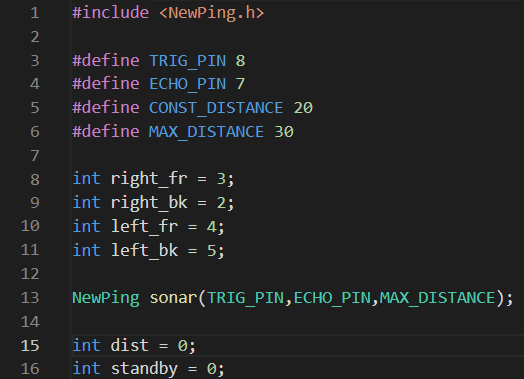 1 #include <NewPing.h>
2
3 #define TRIG_PIN 8
4 #define ECHO_PIN 7
5 #define CONST_DISTANCE 20
6 #define MAX_DISTANCE 30
7
8 int right_fr = 3;
9 int right_bk = 2;
10 int left_fr = 4;
11 int left_bk = 5;
12
13 NewPing sonar(TRIG_PIN,ECHO_PIN,MAX_DISTANCE);
14
15 int dist = 0;
16 int standby = 0;